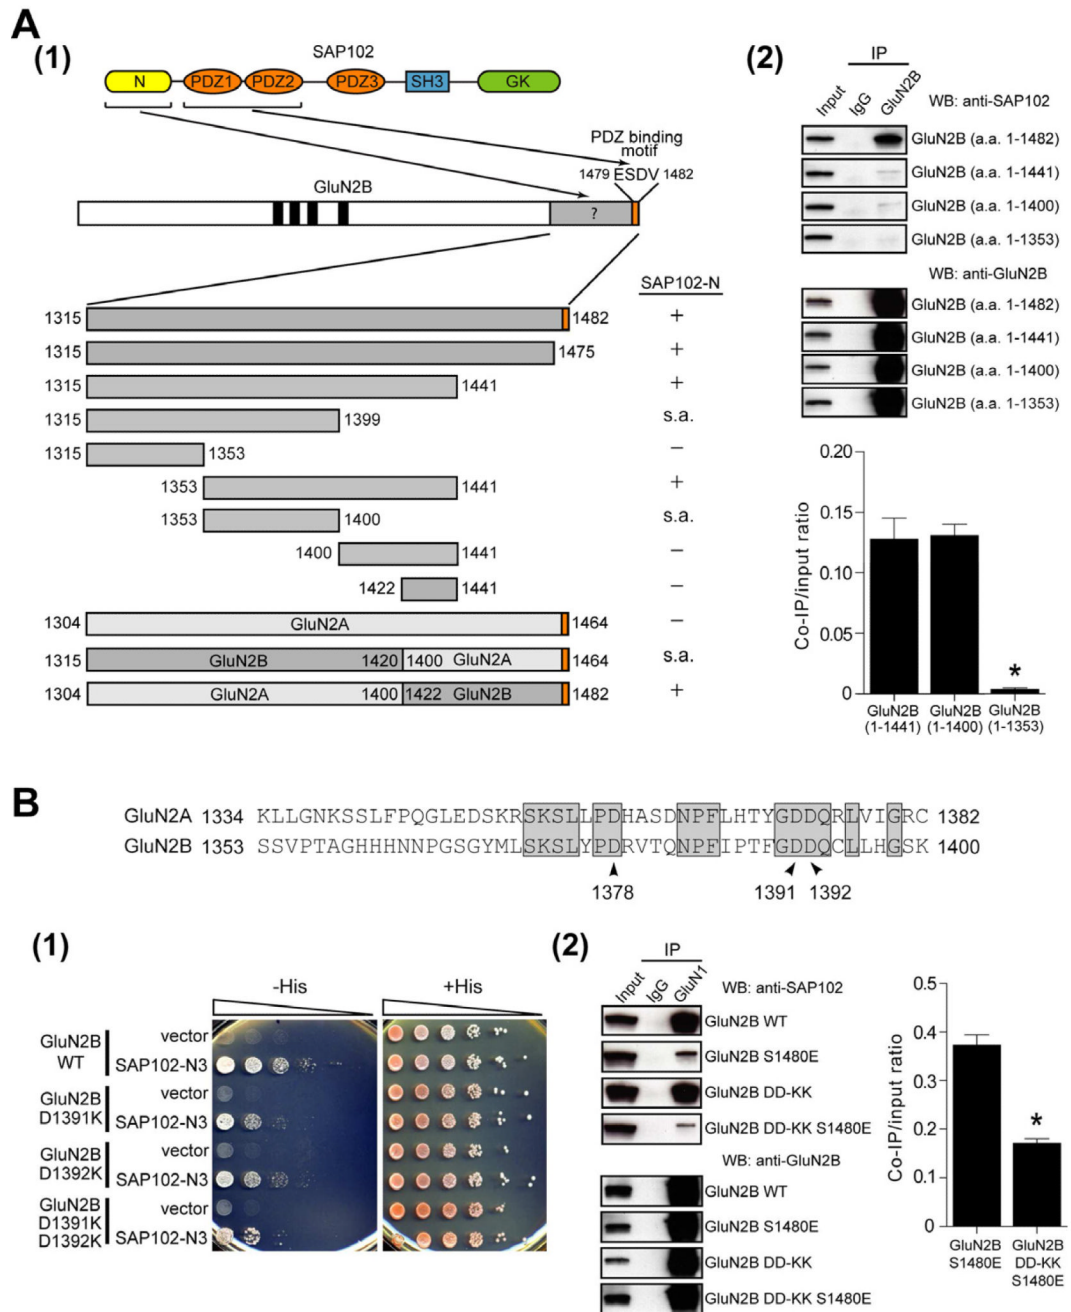 A
(1)
SAP102
N
PDZ1
PDZ2
PDZ3
SH3
GK
PDZ binding
motif
1479 ESDV 1482
GluN2B
?
SAP102-N
1315 1482 +
1315 1475 +
1315 1441 +
1315 1399 s.a.
1315 1353 −
1353 1441 +
1353 1400 s.a.
1400 1441 −
1422 1441 −
1304 GluN2A 1464 −
1315 GluN2B 1420 1400 GluN2A 1464 s.a.
1304 GluN2A 1400 1422 GluN2B 1482 +
(2)
IP
Input IgG GluN2B
WB: anti-SAP102
GluN2B (a.a. 1-1482)
GluN2B (a.a. 1-1441)
GluN2B (a.a. 1-1400)
GluN2B (a.a. 1-1353)
WB: anti-GluN2B
GluN2B (a.a. 1-1482)
GluN2B (a.a. 1-1441)
GluN2B (a.a. 1-1400)
GluN2B (a.a. 1-1353)
Co-IP/input ratio
0.20
0.15
0.10
0.05
0
*
GluN2B GluN2B GluN2B
(1-1441) (1-1400) (1-1353)
B
GluN2A 1334 KLLGNKSSLFPQGLEDSKRSKSLLPDHASDNPFLHTYGDDQRLVIGRC 1382
GluN2B 1353 SSVPTAGHHHNNPGSGYMLSKSLYPDRVTQNPFIPTFGDDQCLLHGSK 1400
1378 1391 1392
(1)
-His +His
GluN2B
WT
vector
SAP102-N3
GluN2B
D1391K
vector
SAP102-N3
GluN2B
D1392K
vector
SAP102-N3
GluN2B
D1391K
D1392K
vector
SAP102-N3
(2)
IP
Input IgG GluN1
WB: anti-SAP102
GluN2B WT
GluN2B S1480E
GluN2B DD-KK
GluN2B DD-KK S1480E
WB: anti-GluN2B
GluN2B WT
GluN2B S1480E
GluN2B DD-KK
GluN2B DD-KK S1480E
Co-IP/input ratio
0.5
0.4
0.3
0.2
0.1
0
*
GluN2B
S1480E
GluN2B
DD-KK
S1480E